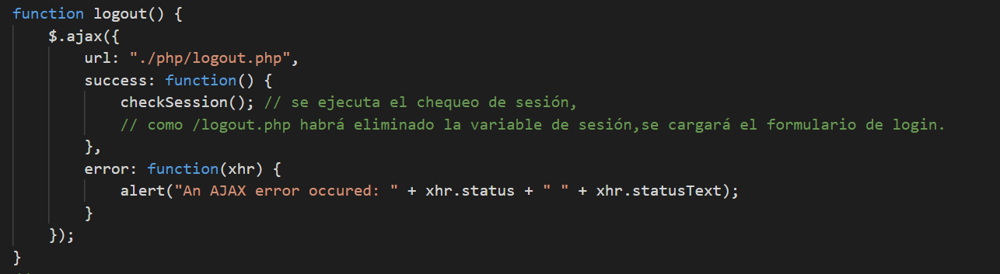 function logout() {
    $.ajax({
        url: "./php/logout.php",
        success: function() {
            checkSession(); // se ejecuta el chequeo de sesión,
            // como /logout.php habrá eliminado la variable de sesión,se cargará el formulario de login.
        },
        error: function(xhr) {
            alert("An AJAX error occured: " + xhr.status + " " + xhr.statusText);
        }
    });
}